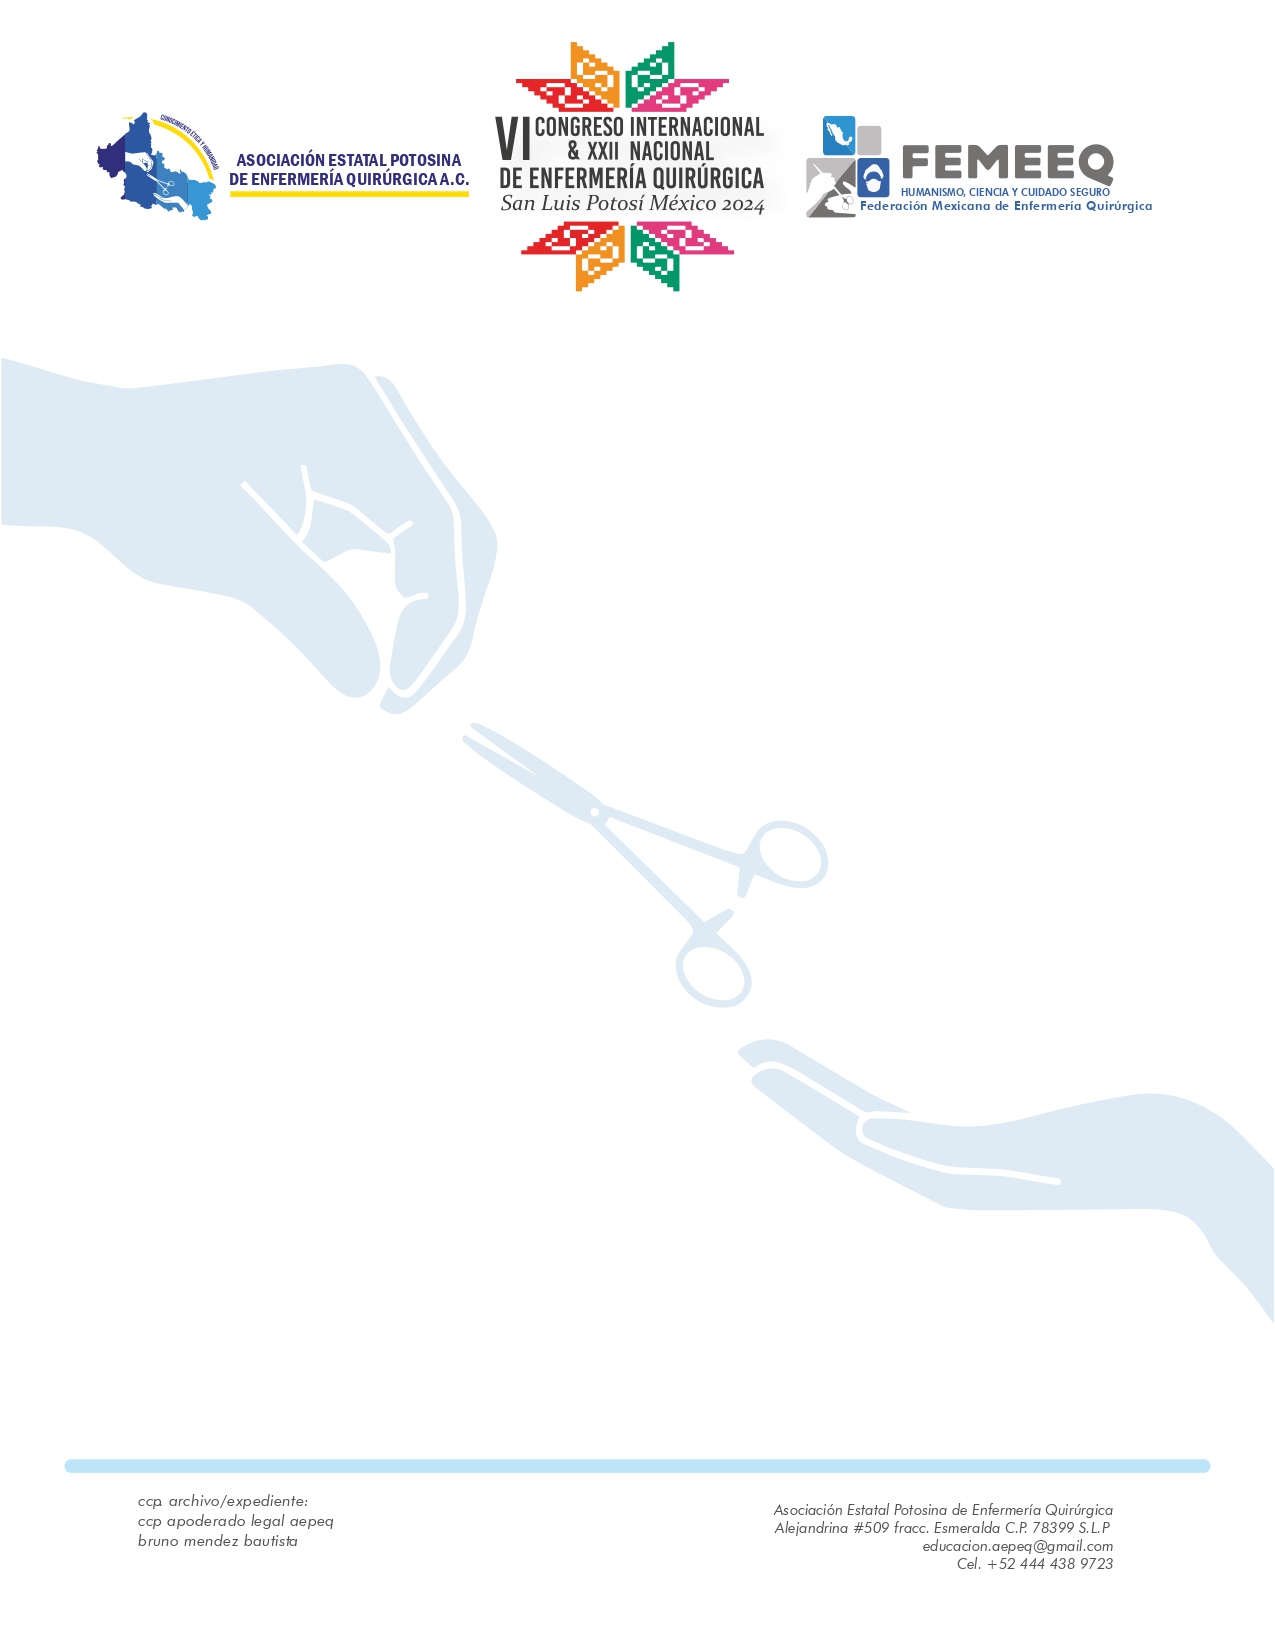 CONOCIMIENTO ÉTICA Y HUMANIDAD
ASOCIACIÓN ESTATAL POTOSINA
DE ENFERMERÍA QUIRÚRGICA A.C.
VI CONGRESO INTERNACIONAL
& XXII NACIONAL
DE ENFERMERÍA QUIRÚRGICA
San Luis Potosí México 2024
FEMEEQ
HUMANISMO, CIENCIA Y CUIDADO SEGURO
Federación Mexicana de Enfermería Quirúrgica
ccp. archivo/expediente:
ccp apoderado legal aepeq
bruno mendez bautista
Asociación Estatal Potosina de Enfermería Quirúrgica
Alejandrina #509 fracc. Esmeralda C.P. 78399 S.L.P
educacion.aepeq@gmail.com
Cel. +52 444 438 9723